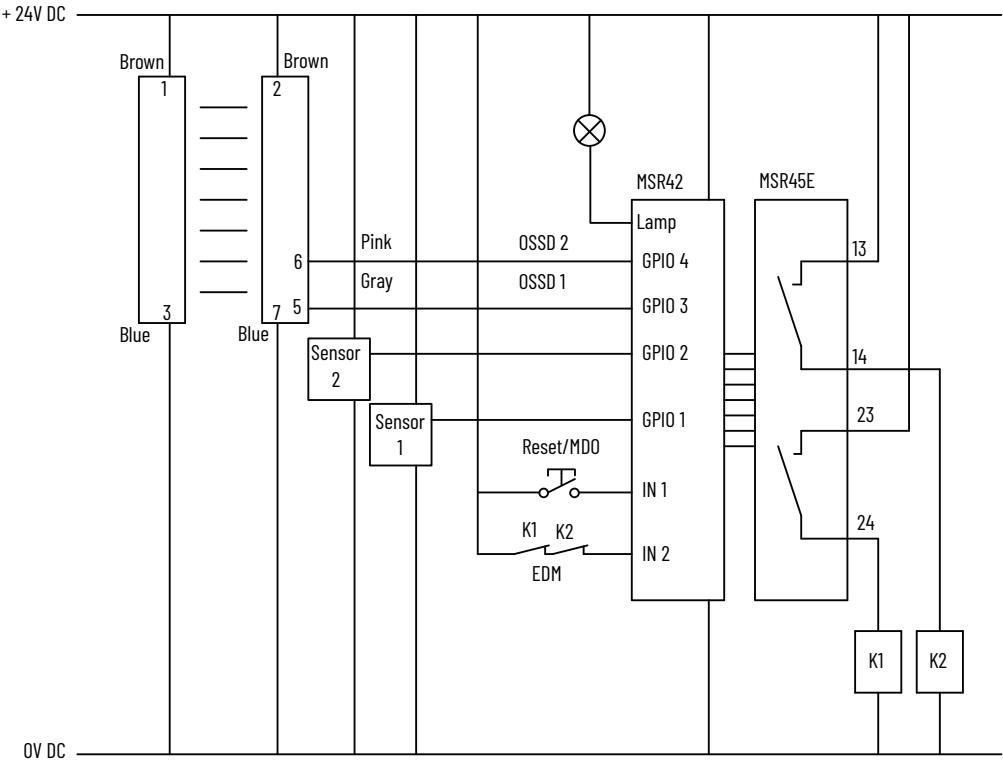 + 24V DC
Brown
Brown
1
2
MSR42
MSR45E
Lamp
Pink
OSSD 2
6
GPIO 4
13
Gray
OSSD 1
3
7
5
GPIO 3
Blue
Blue
Sensor
2
GPIO 2
14
Sensor
1
GPIO 1
23
Reset/MDO
IN 1
K1
K2
24
IN 2
EDM
K1
K2
0V DC